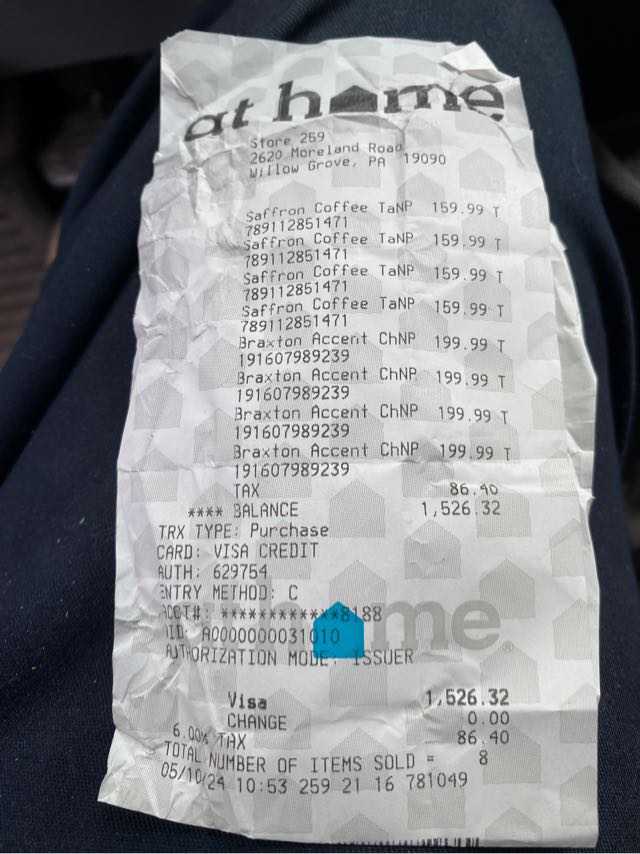 at home
Store 259
2620 Moreland Road
Willow Grove, PA 19090
Saffron Coffee TaNP 159.99 T
789112851471
Saffron Coffee TaNP 159.99 T
789112851471
Saffron Coffee TaNP 159.99 T
789112851471
Saffron Coffee TaNP 159.99 T
789112851471
Braxton Accent ChNP 199.99 T
191607989239
Braxton Accent ChNP 199.99 T
191607989239
Braxton Accent ChNP 199.99 T
191607989239
Braxton Accent ChNP 199.99 T
191607989239
TAX 86.40
**** BALANCE 1,526.32
TRX TYPE: Purchase
CARD: VISA CREDIT
AUTH: 629754
ENTRY METHOD: C
ACCT#: ************8188
AID: A0000000031010
AUTHORIZATION MODE: ISSUER
me®
Visa 1,526.32
CHANGE 0.00
6.00% TAX 86.40
TOTAL NUMBER OF ITEMS SOLD = 8
05/10/24 10:53 259 21 16 781049